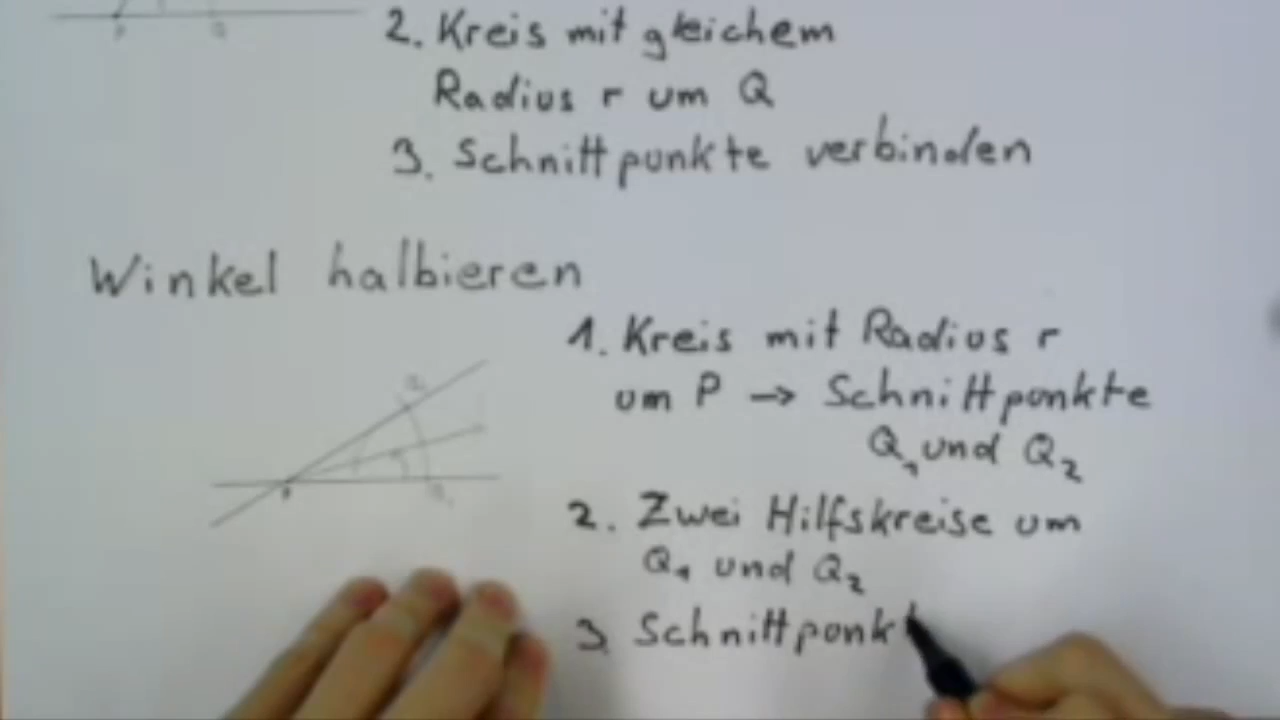 2. Kreis mit gleichem
Radius r um Q
3. Schnittpunkte verbinden
Winkel halbieren
1. Kreis mit Radius r
um P → Schnittpunkte
Q₁ und Q₂
2. Zwei Hilfskreise um
Q₁ und Q₂
3. Schnittpunk
P